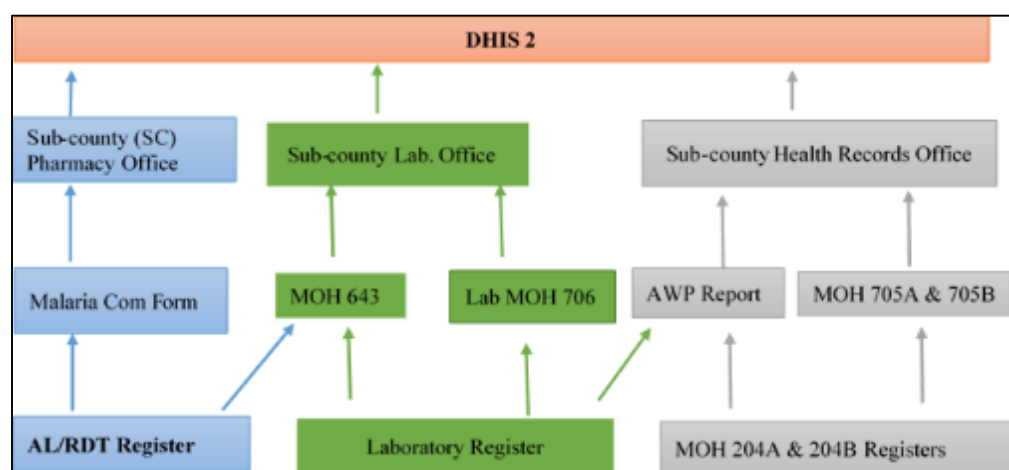 DHIS 2
Sub-county (SC)
Pharmacy Office
Sub-county Lab. Office
Sub-county Health Records Office
Malaria Com Form
MOH 643
Lab MOH 706
AWP Report
MOH 705A & 705B
AL/RDT Register
Laboratory Register
MOH 204A & 204B Registers